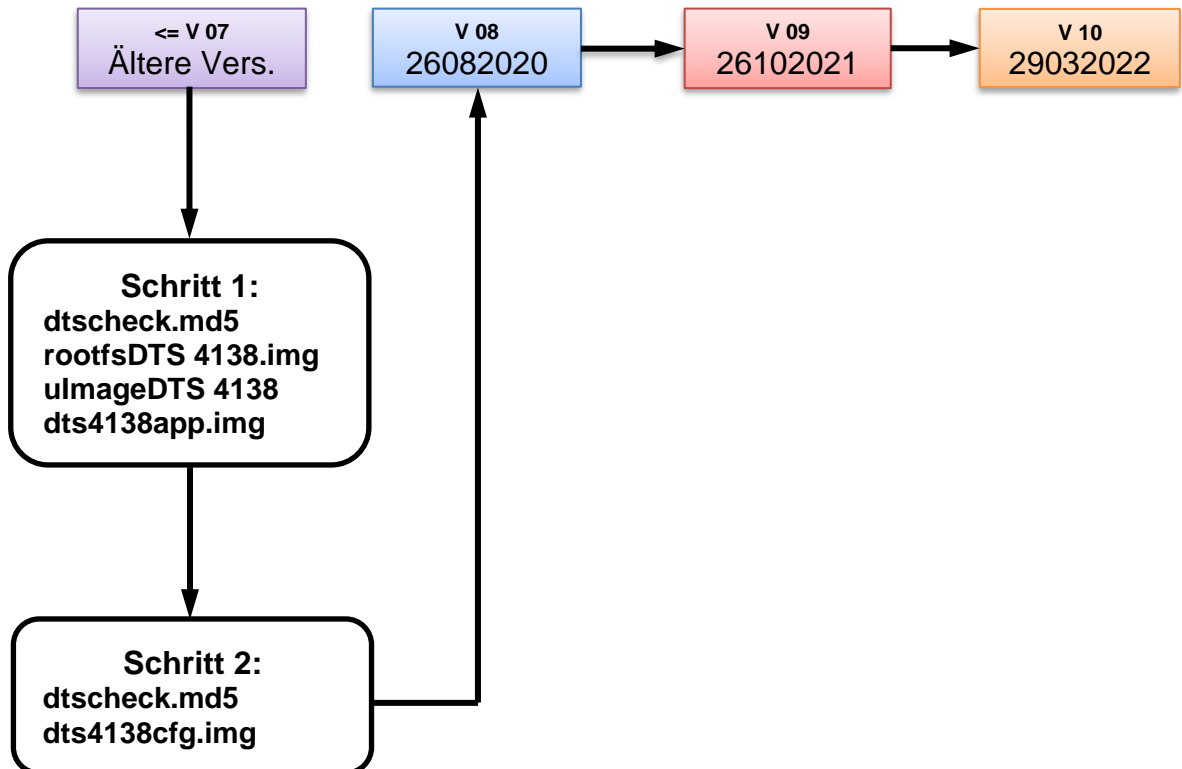 <= V 07
Ältere Vers.
V 08
26082020
V 09
26102021
V 10
29032022
Schritt 1:
dtscheck.md5
rootfsDTS 4138.img
uImageDTS 4138
dts4138app.img
Schritt 2:
dtscheck.md5
dts4138cfg.img